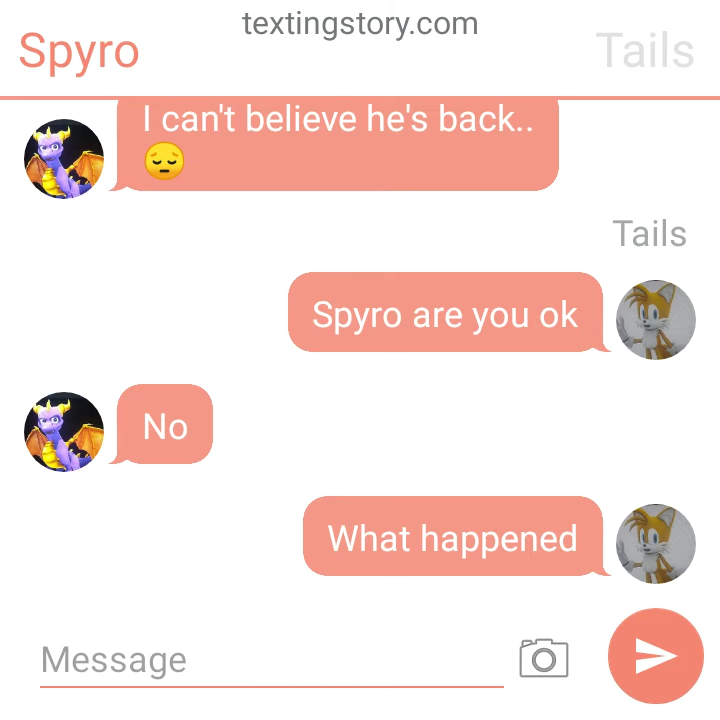 textingstory.com
Spyro
Tails
I can't believe he's back..
😔
Tails
Spyro are you ok
No
What happened
Message